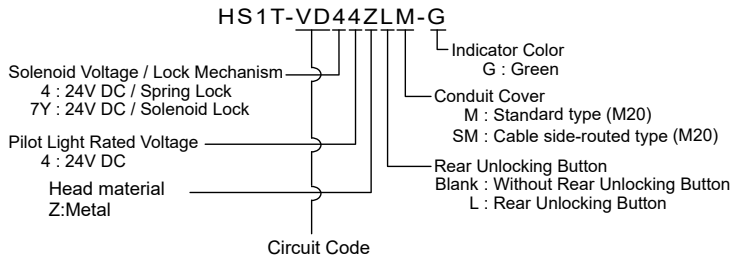 HS1T-VD44ZLM-G
Solenoid Voltage / Lock Mechanism
4 : 24V DC / Spring Lock
7Y : 24V DC / Solenoid Lock
Pilot Light Rated Voltage
4 : 24V DC
Head material
Z:Metal
Circuit Code
Indicator Color
G : Green
Conduit Cover
M : Standard type (M20)
SM : Cable side-routed type (M20)
Rear Unlocking Button
Blank : Without Rear Unlocking Button
L : Rear Unlocking Button